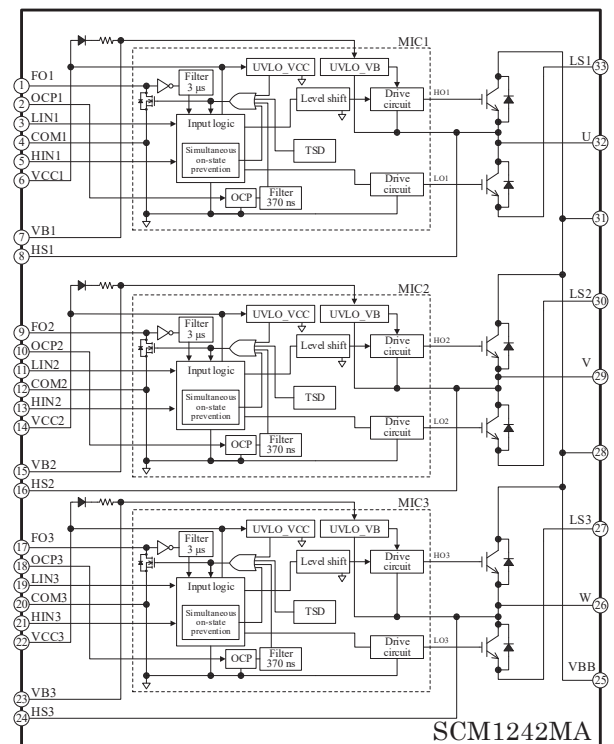 MIC1
FO1
OCP1
LIN1
COM1
HIN1
VCC1
VB1
HS1
1
2
3
4
5
6
7
8
Filter
3 µs
Input logic
Simultaneous
on-state
prevention
UVLO_VCC
UVLO_VB
Level shift
Drive
circuit
HO1
TSD
OCP
Filter
370 ns
Drive
circuit
LO1
LS1
33
U
32
31
MIC2
FO2
OCP2
LIN2
COM2
HIN2
VCC2
VB2
HS2
9
10
11
12
13
14
15
16
Filter
3 µs
Input logic
Simultaneous
on-state
prevention
UVLO_VCC
UVLO_VB
Level shift
Drive
circuit
HO2
TSD
OCP
Filter
370 ns
Drive
circuit
LO2
LS2
30
V
29
28
MIC3
FO3
OCP3
LIN3
COM3
HIN3
VCC3
VB3
HS3
17
18
19
20
21
22
23
24
Filter
3 µs
Input logic
Simultaneous
on-state
prevention
UVLO_VCC
UVLO_VB
Level shift
Drive
circuit
HO3
TSD
OCP
Filter
370 ns
Drive
circuit
LO3
LS3
27
W
26
VBB
25
SCM1242MA